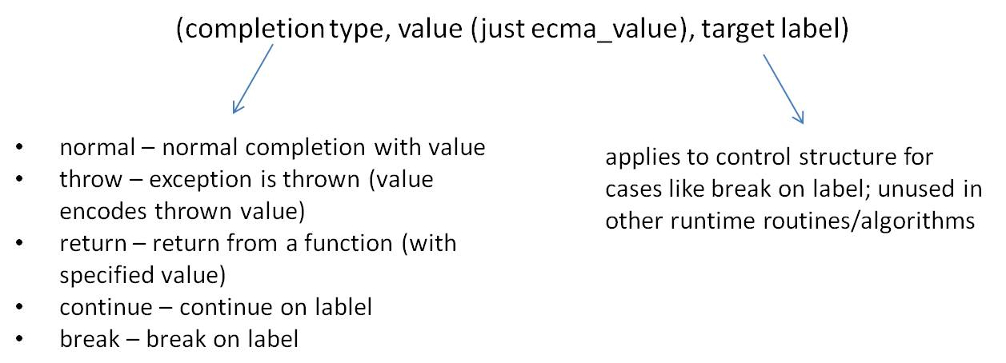 (completion type, value (just ecma_value), target label)
• normal – normal completion with value
• throw – exception is thrown (value
encodes thrown value)
• return – return from a function (with
specified value)
• continue – continue on lablel
• break – break on label
applies to control structure for
cases like break on label; unused in
other runtime routines/algorithms